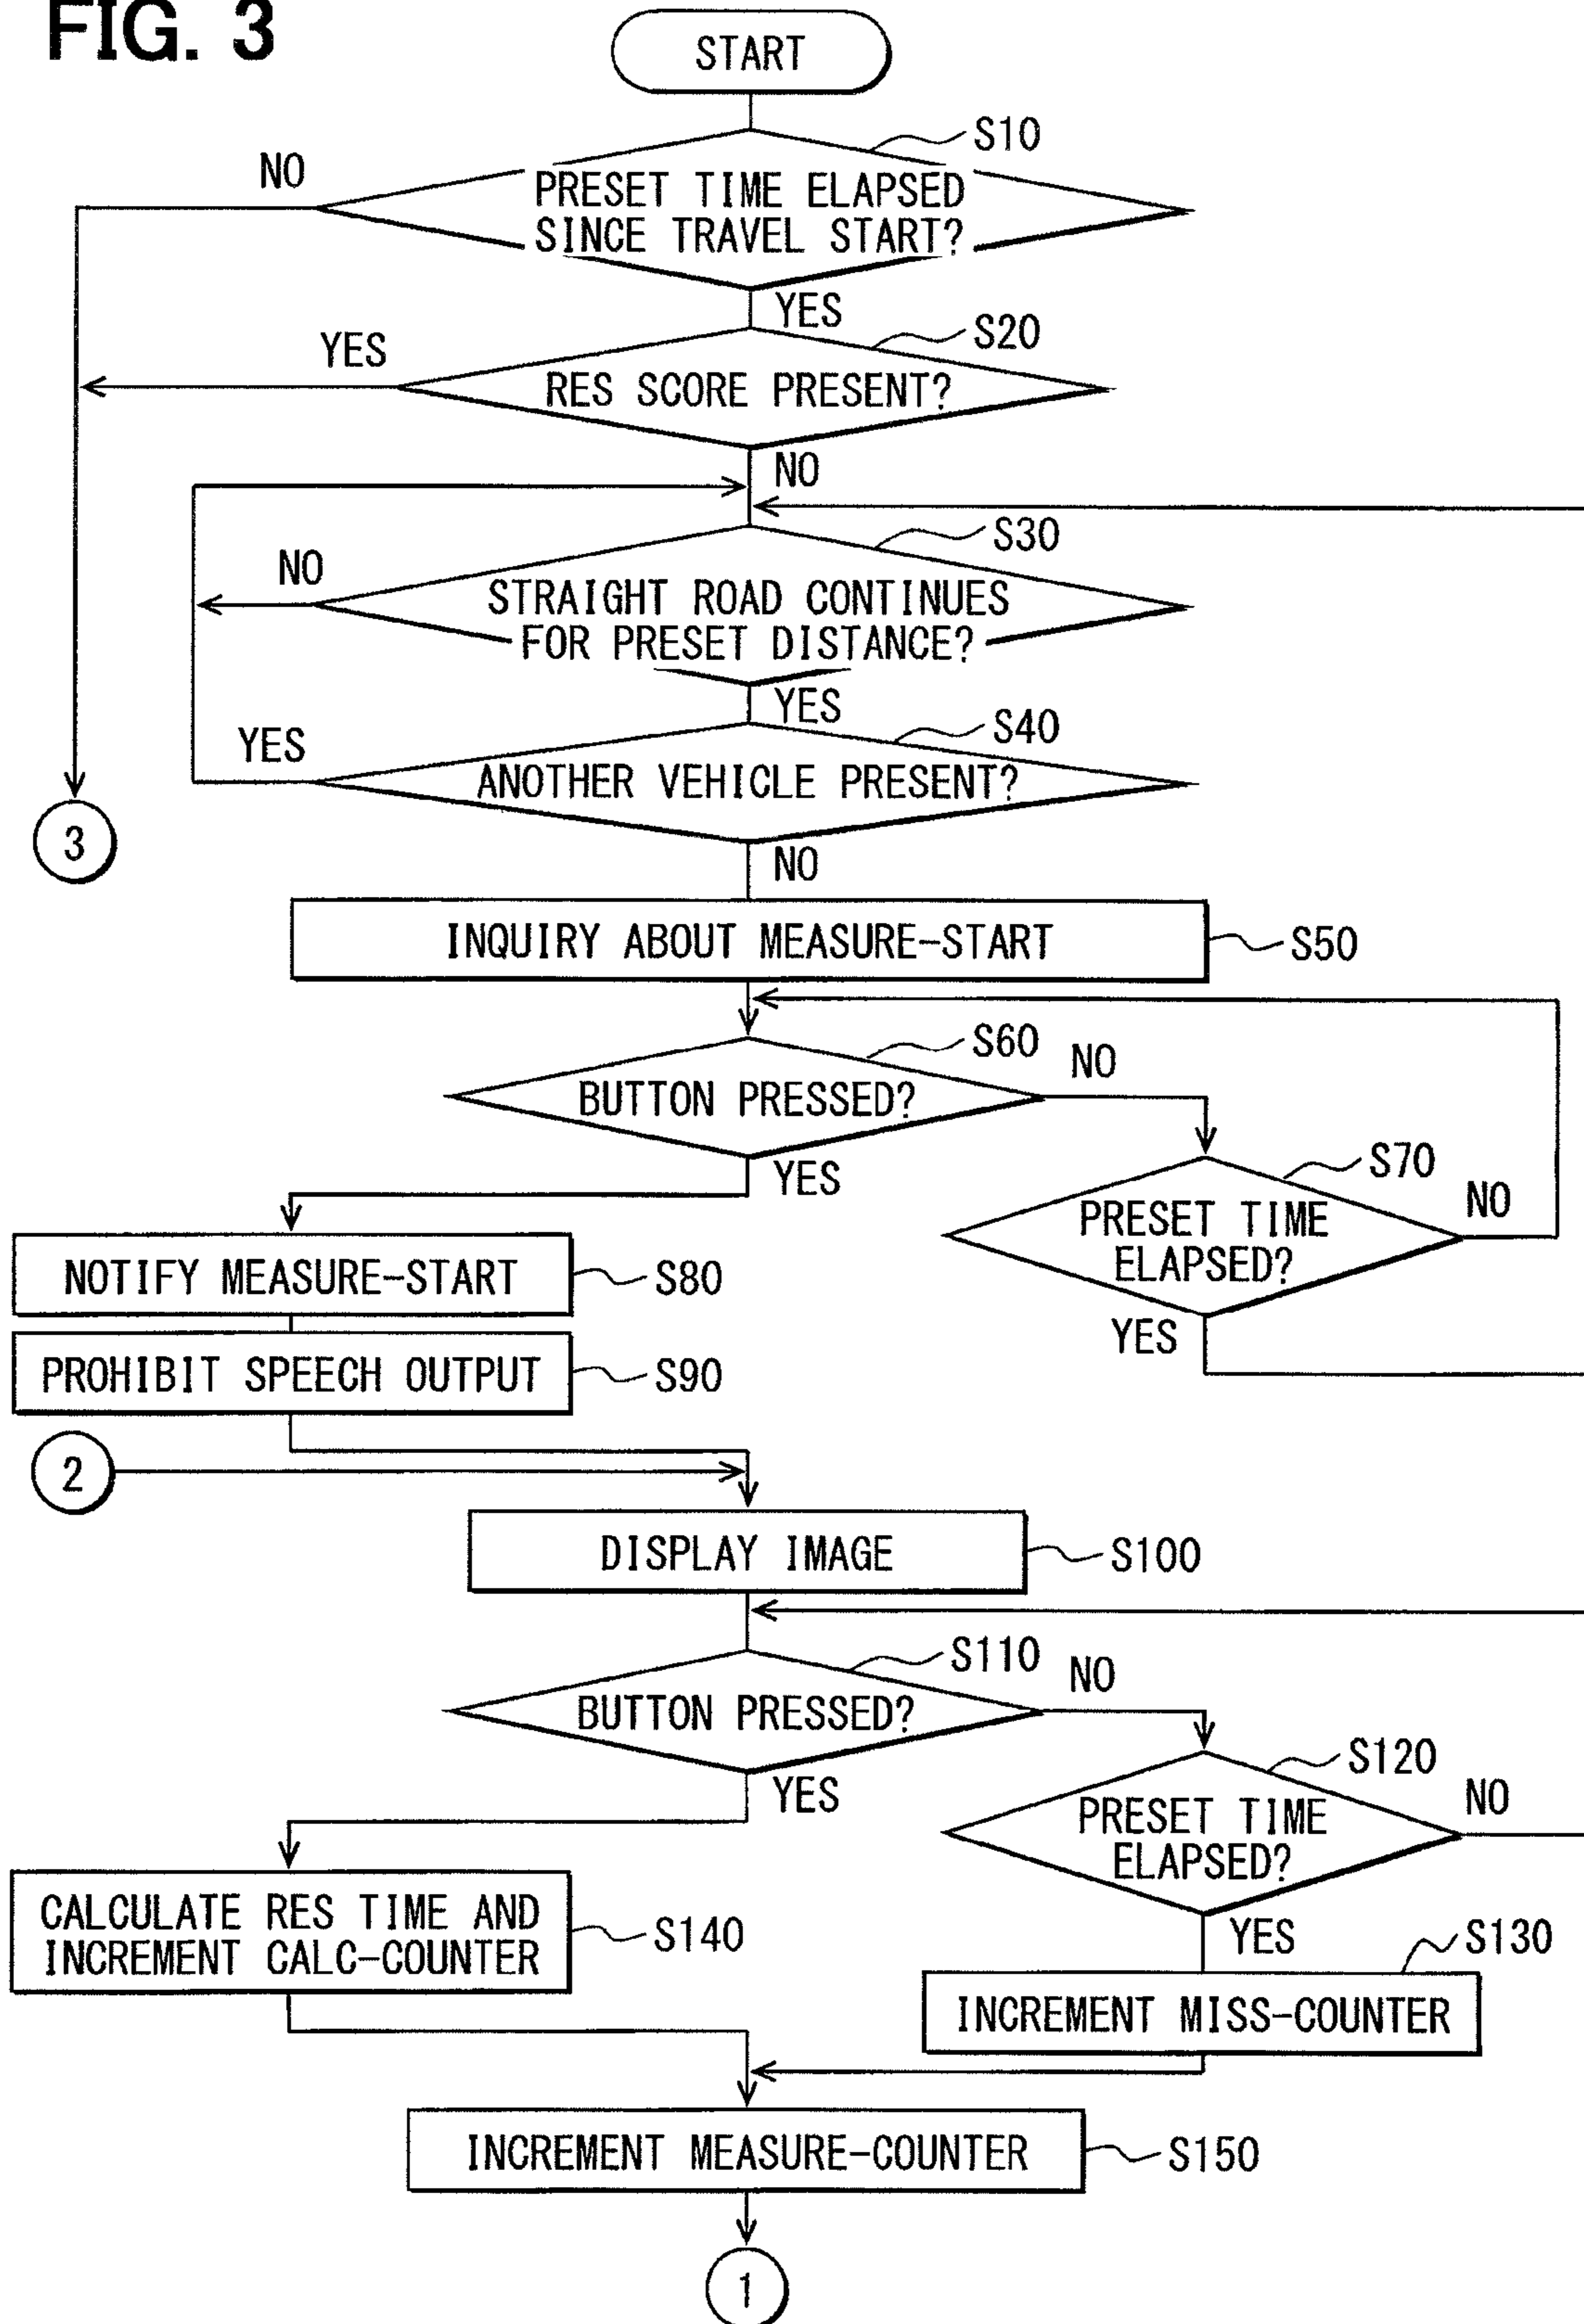 FIG. 3
START
S10
NO
PRESET TIME ELAPSED
SINCE TRAVEL START?
YES
S20
YES
RES SCORE PRESENT?
NO
S30
NO
STRAIGHT ROAD CONTINUES
FOR PRESET DISTANCE?
YES
S40
YES
ANOTHER VEHICLE PRESENT?
3
NO
INQUIRY ABOUT MEASURE-START
S50
S60
NO
BUTTON PRESSED?
YES
S70
NO
PRESET TIME
ELAPSED?
YES
NOTIFY MEASURE-START
S80
PROHIBIT SPEECH OUTPUT
S90
2
DISPLAY IMAGE
S100
S110
NO
BUTTON PRESSED?
YES
S120
NO
PRESET TIME
ELAPSED?
YES
CALCULATE RES TIME AND
INCREMENT CALC-COUNTER
S140
S130
INCREMENT MISS-COUNTER
INCREMENT MEASURE-COUNTER
S150
1